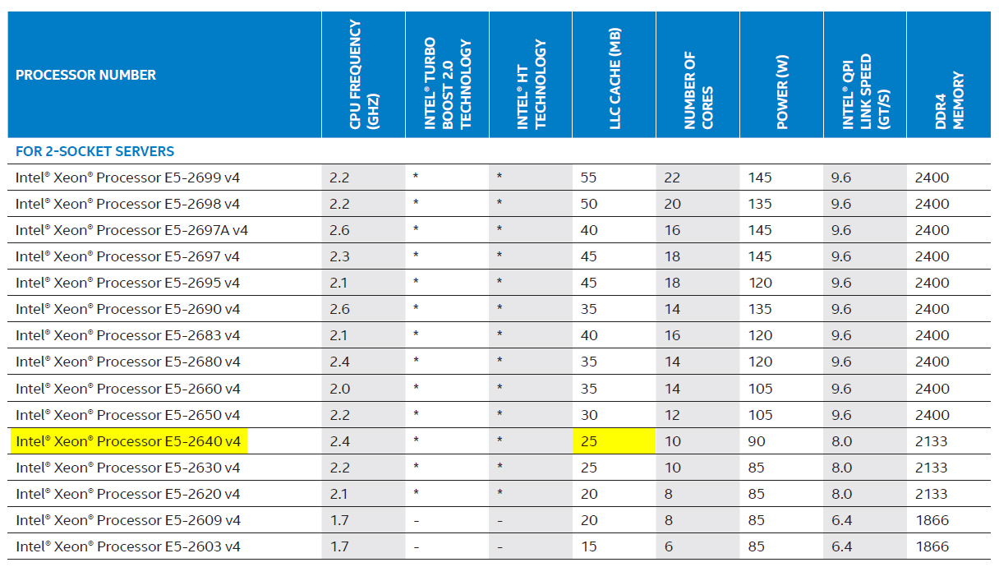 PROCESSOR NUMBER CPU FREQUENCY (GHZ) INTEL® TURBO BOOST 2.0 TECHNOLOGY INTEL® HT TECHNOLOGY LLC CACHE (MB) NUMBER OF CORES POWER (W) INTEL® QPI LINK SPEED (GT/S) DDR4 MEMORY
FOR 2-SOCKET SERVERS
Intel® Xeon® Processor E5-2699 v4 2.2 * * 55 22 145 9.6 2400
Intel® Xeon® Processor E5-2698 v4 2.2 * * 50 20 135 9.6 2400
Intel® Xeon® Processor E5-2697A v4 2.6 * * 40 16 145 9.6 2400
Intel® Xeon® Processor E5-2697 v4 2.3 * * 45 18 145 9.6 2400
Intel® Xeon® Processor E5-2695 v4 2.1 * * 45 18 120 9.6 2400
Intel® Xeon® Processor E5-2690 v4 2.6 * * 35 14 135 9.6 2400
Intel® Xeon® Processor E5-2683 v4 2.1 * * 40 16 120 9.6 2400
Intel® Xeon® Processor E5-2680 v4 2.4 * * 35 14 120 9.6 2400
Intel® Xeon® Processor E5-2660 v4 2.0 * * 35 14 105 9.6 2400
Intel® Xeon® Processor E5-2650 v4 2.2 * * 30 12 105 9.6 2400
Intel® Xeon® Processor E5-2640 v4 2.4 * * 25 10 90 8.0 2133
Intel® Xeon® Processor E5-2630 v4 2.2 * * 25 10 85 8.0 2133
Intel® Xeon® Processor E5-2620 v4 2.1 * * 20 8 85 8.0 2133
Intel® Xeon® Processor E5-2609 v4 1.7 - - 20 8 85 6.4 1866
Intel® Xeon® Processor E5-2603 v4 1.7 - - 15 6 85 6.4 1866